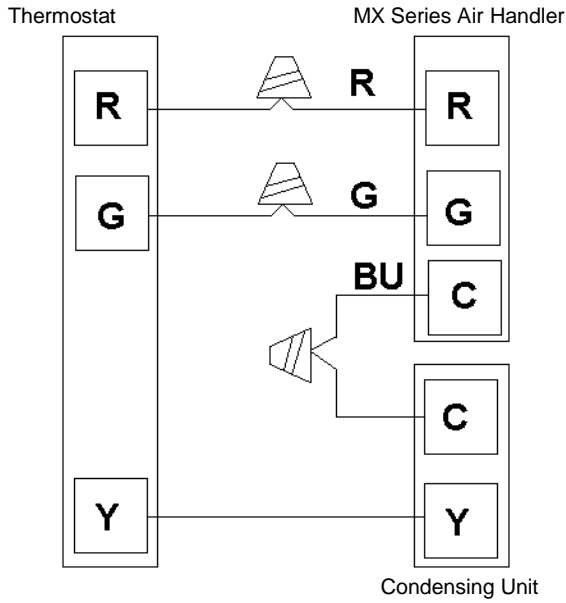 Thermostat
MX Series Air Handler
R
R
R
G
G
G
BU
C
C
Y
Y
Condensing Unit